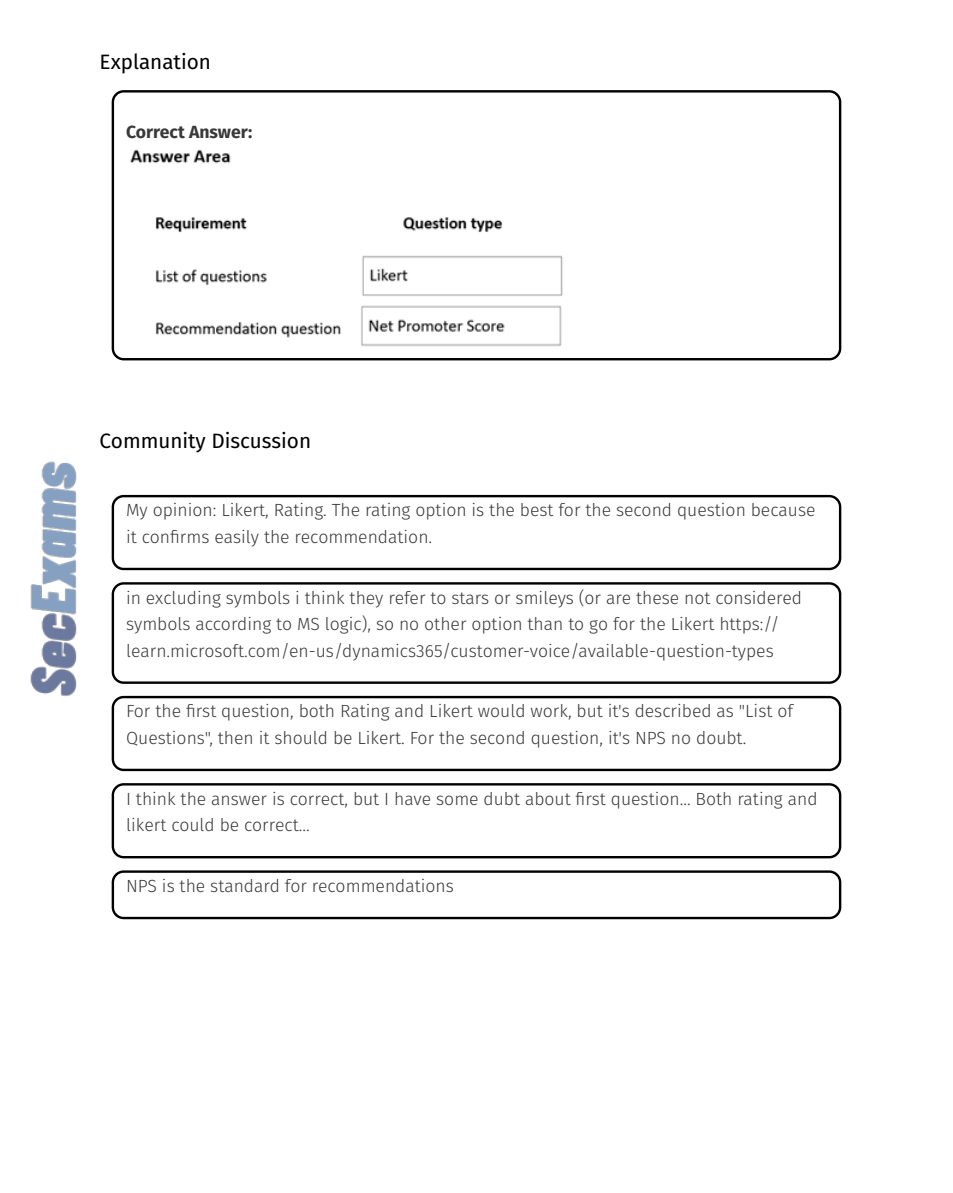 Explanation
Correct Answer:
Answer Area
Requirement Question type
List of questions Likert
Recommendation question Net Promoter Score
Community Discussion
SecExams
My opinion: Likert, Rating. The rating option is the best for the second question because
it confirms easily the recommendation.
in excluding symbols i think they refer to stars or smileys (or are these not considered
symbols according to MS logic), so no other option than to go for the Likert https://
learn.microsoft.com/en-us/dynamics365/customer-voice/available-question-types
For the first question, both Rating and Likert would work, but it's described as "List of
Questions", then it should be Likert. For the second question, it's NPS no doubt.
I think the answer is correct, but I have some dubt about first question... Both rating and
likert could be correct...
NPS is the standard for recommendations